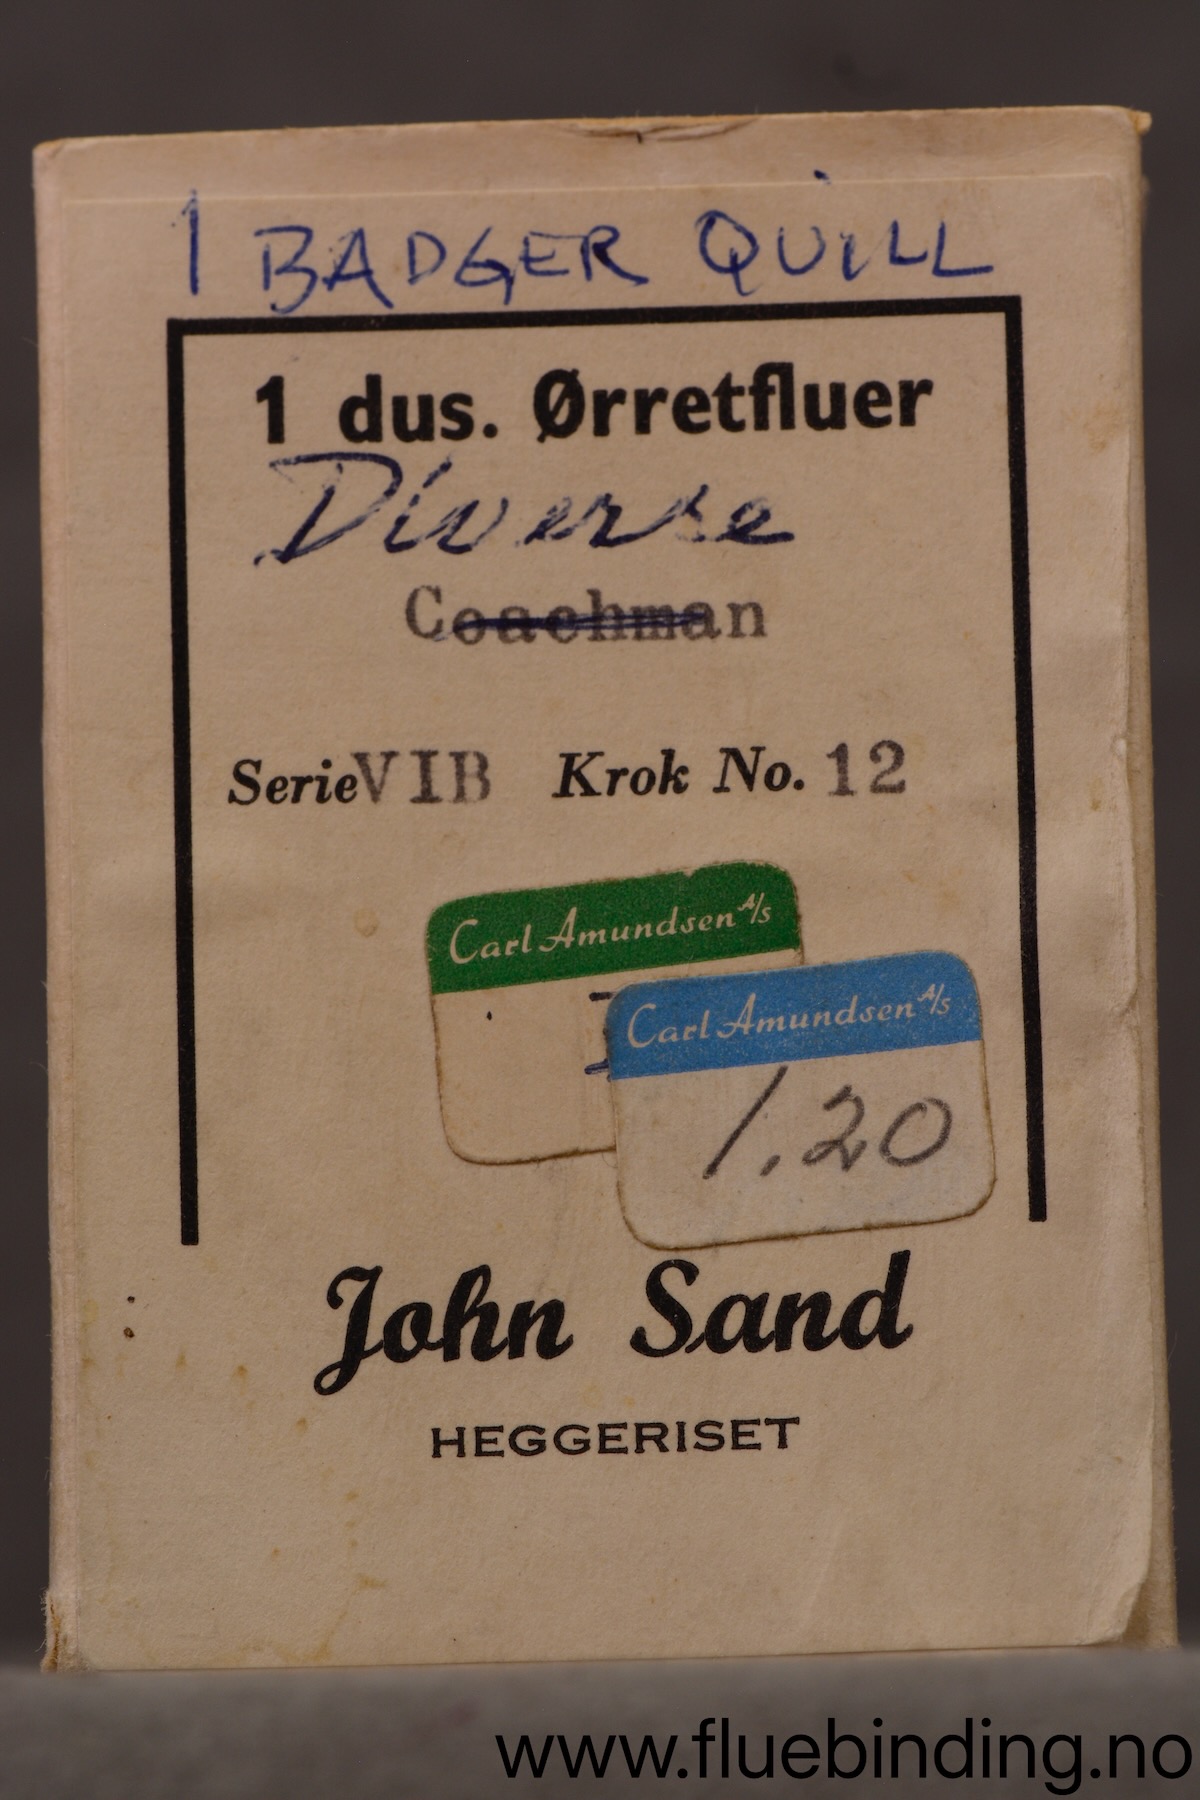 1 BADGER QUILL
1 dus. Ørretfluer
Diverse
Coachman
Serie VIB Krok No. 12
Carl Amundsen A/S
Carl Amundsen A/S
1.20
John Sand
HEGGERISET
www.fluebinding.no